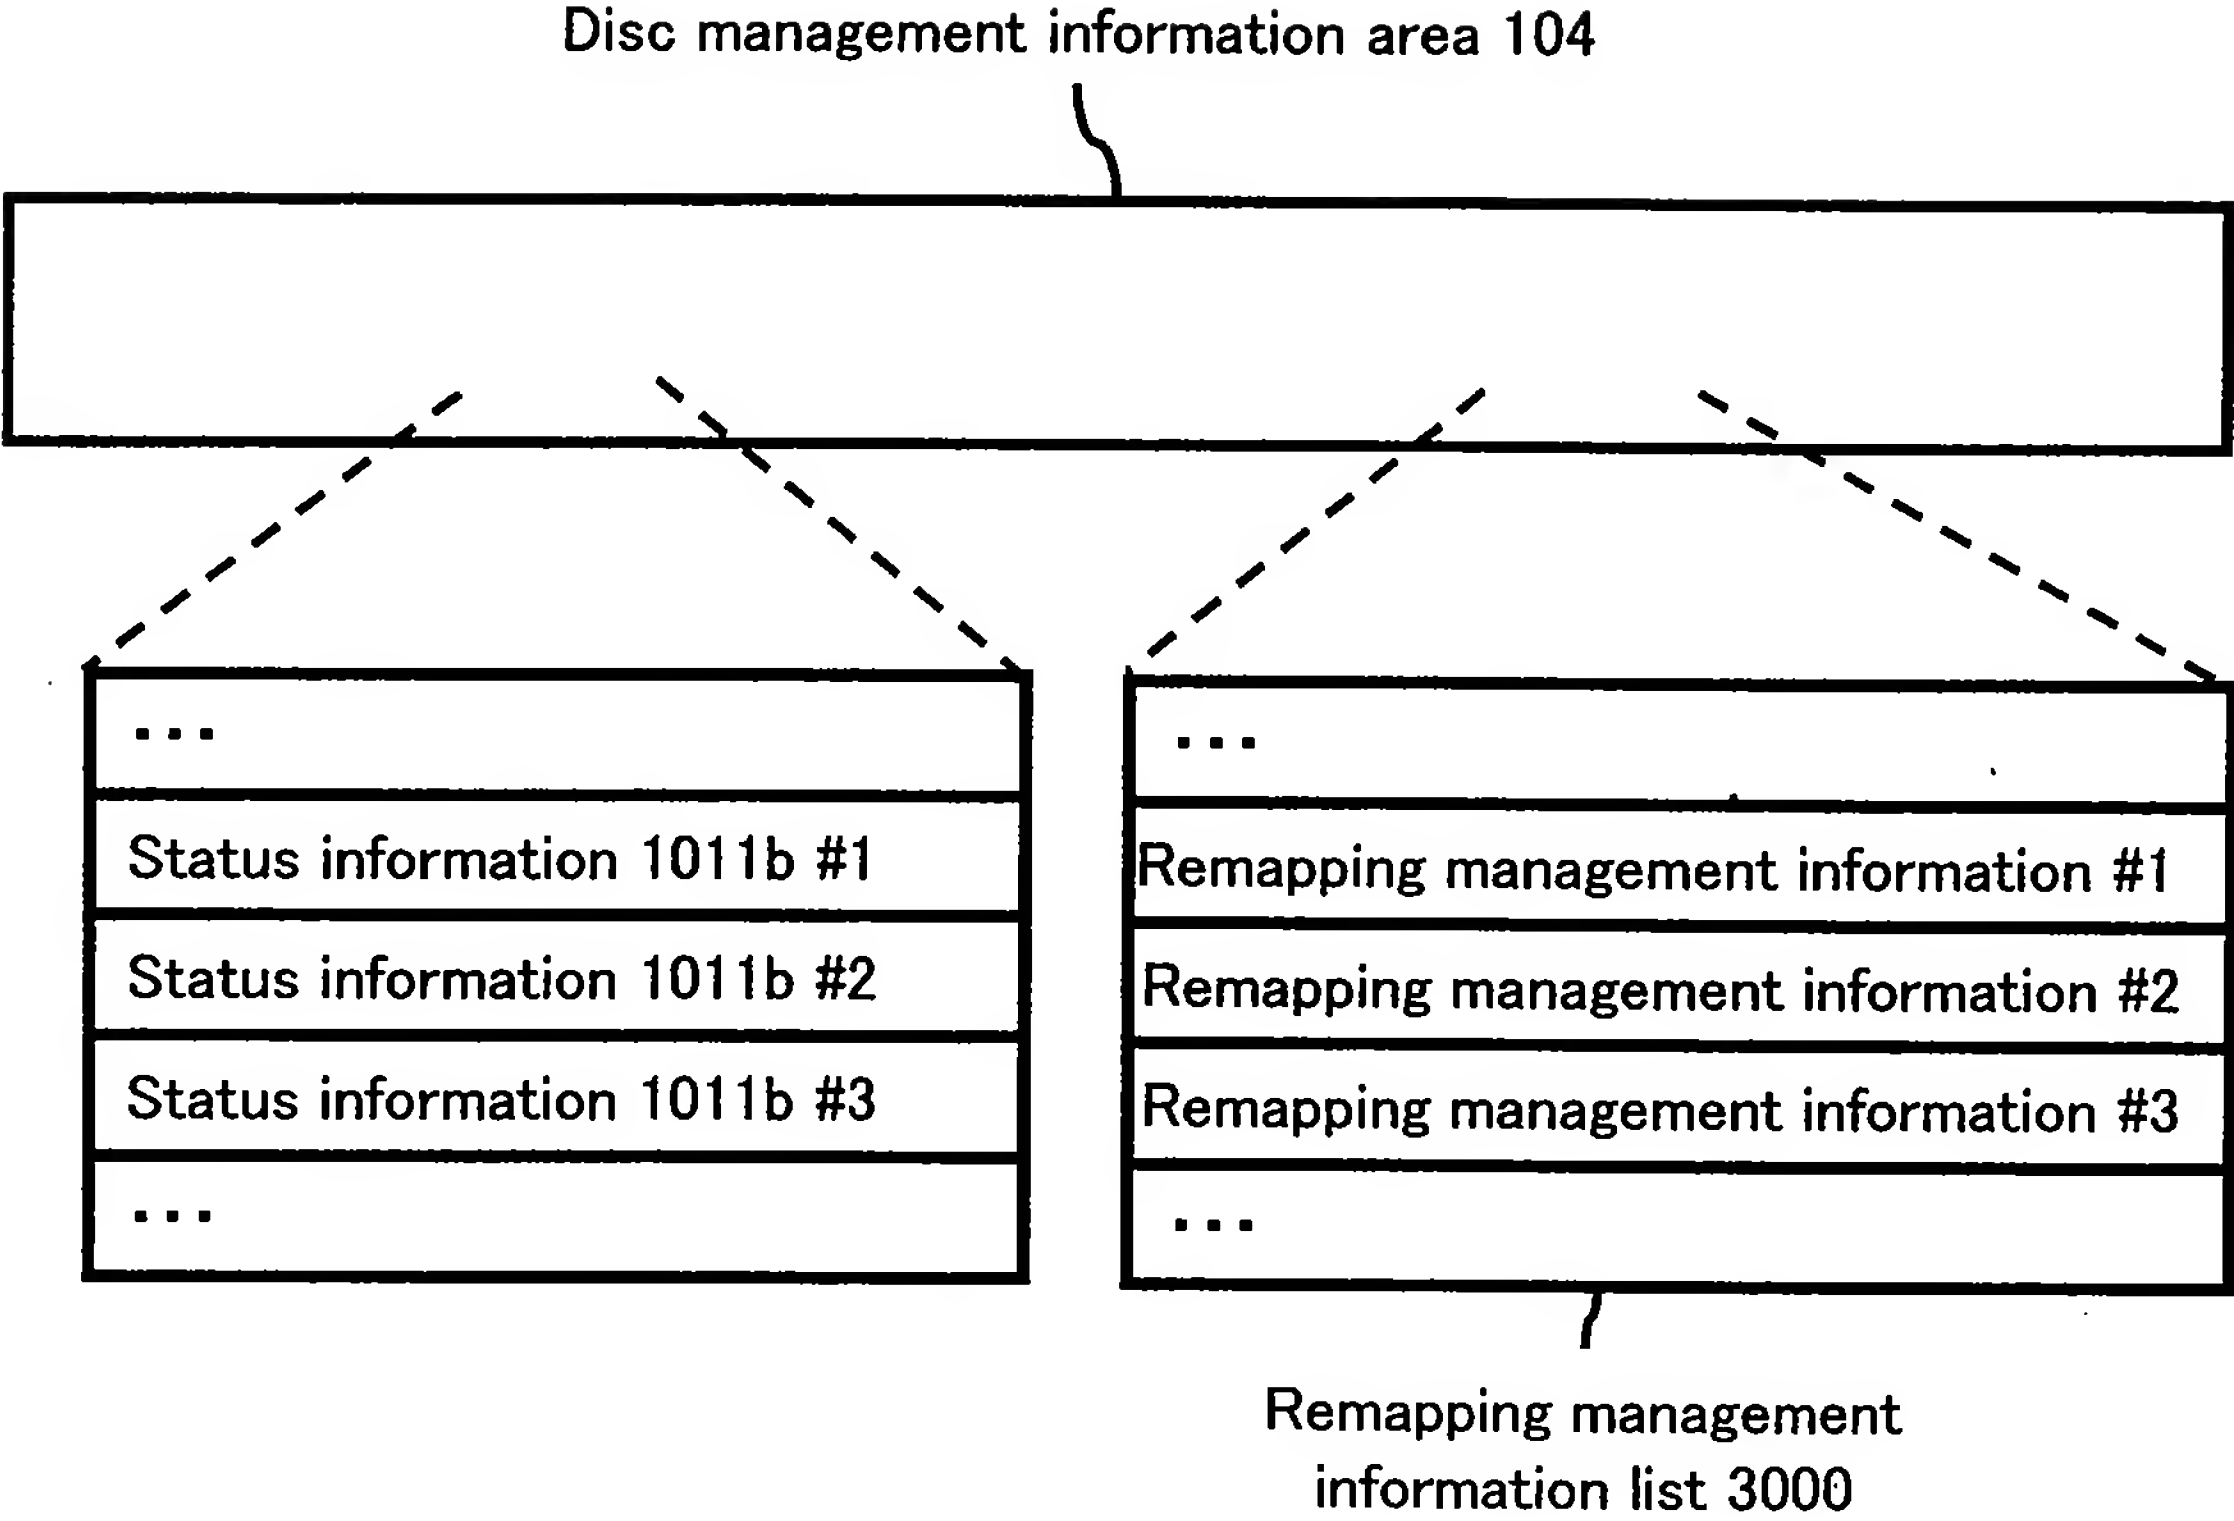 Disc management information area 104
...
Status information 1011b #1
Status information 1011b #2
Status information 1011b #3
...
...
Remapping management information #1
Remapping management information #2
Remapping management information #3
...
Remapping management
information list 3000